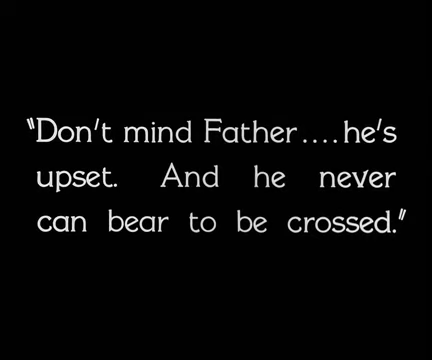 "Don't mind Father....he's
upset. And he never
can bear to be crossed."